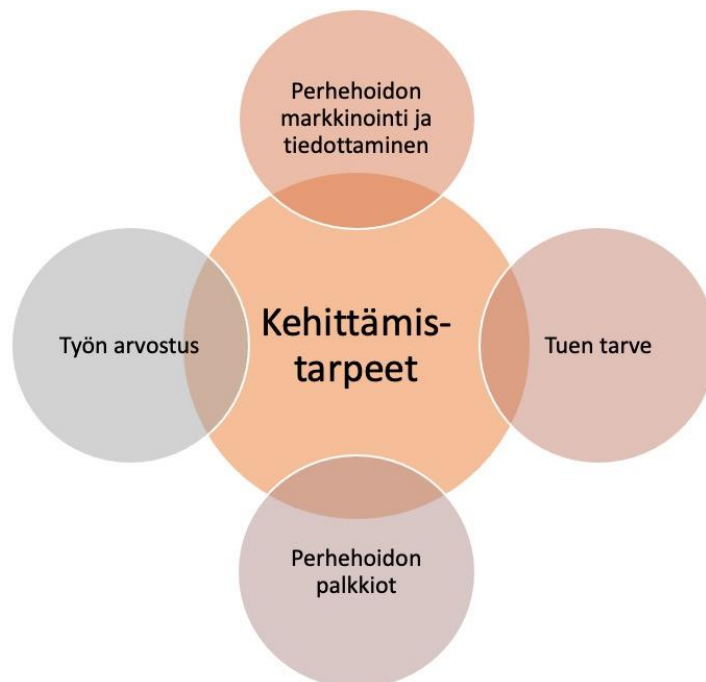 Perhehoidon
markkinointi ja
tiedottaminen
Työn arvostus
Kehittämis-
tarpeet
Tuen tarve
Perhehoidon
palkkiot